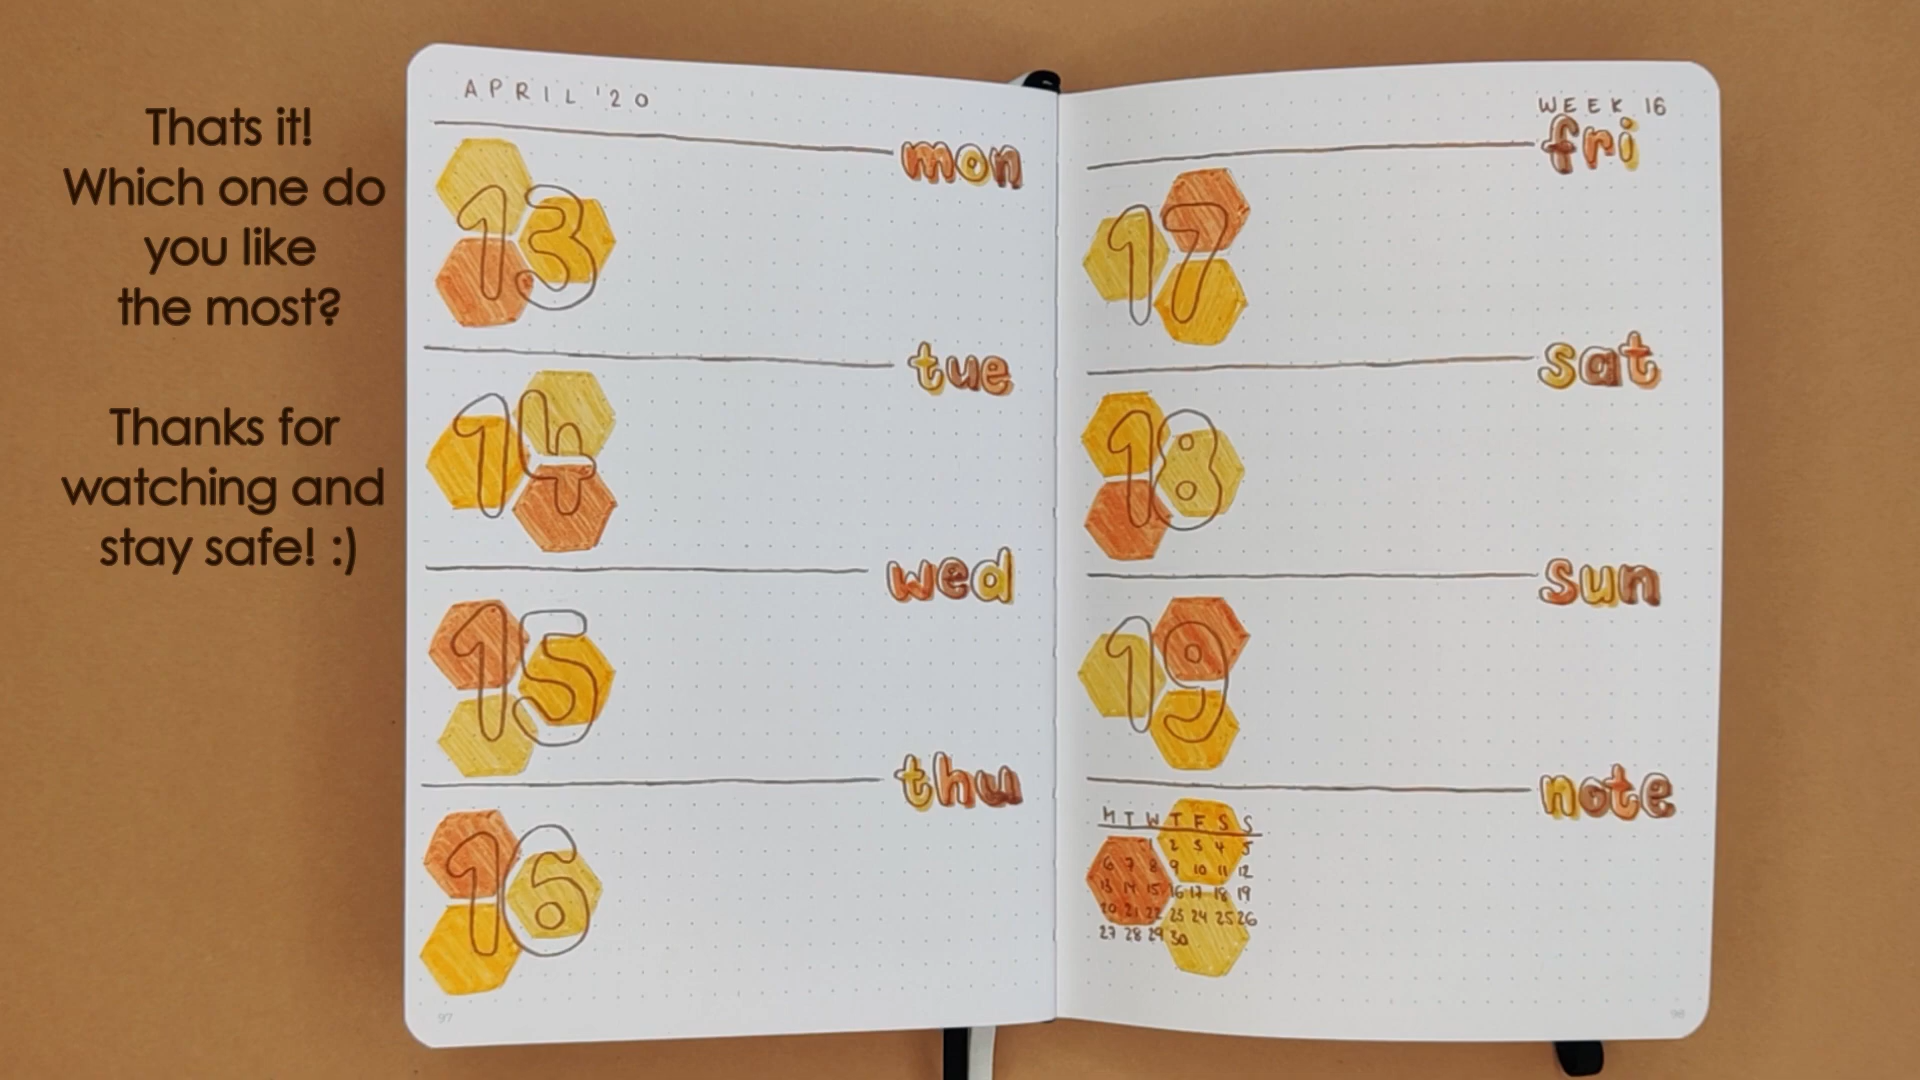 Thats it!
Which one do
you like
the most?
Thanks for
watching and
stay safe! :)
APRIL '20
mon
13
tue
14
wed
15
thu
16
97
WEEK 16
fri
17
sat
18
sun
19
note
M T W T F S S
1 2 3 4 5
6 7 8 9 10 11 12
13 14 15 16 17 18 19
20 21 22 23 24 25 26
27 28 29 30
98